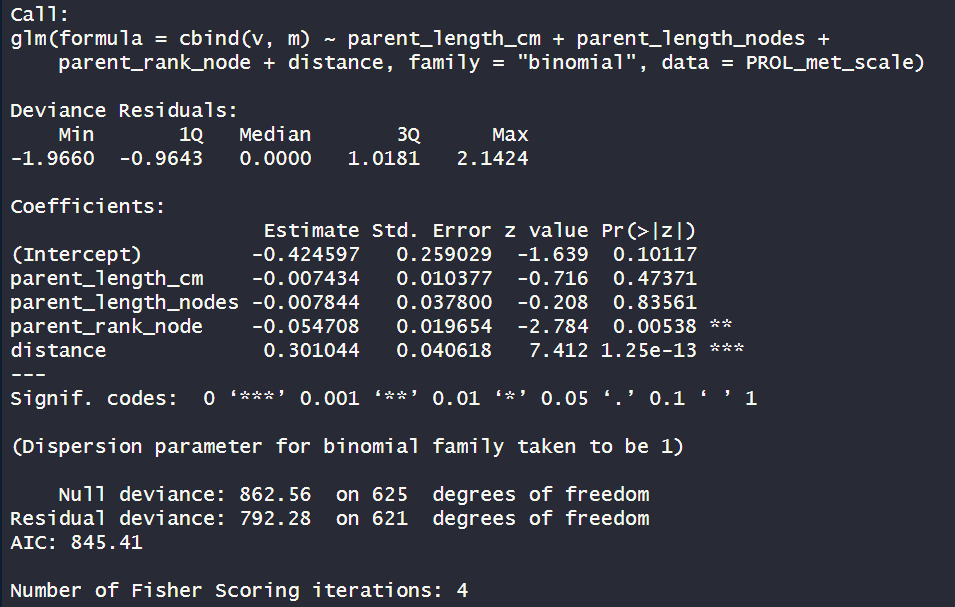 Call:
glm(formula = cbind(v, m) ~ parent_length_cm + parent_length_nodes +
    parent_rank_node + distance, family = "binomial", data = PROL_met_scale)

Deviance Residuals:
    Min       1Q   Median       3Q      Max
-1.9660  -0.9643   0.0000   1.0181   2.1424

Coefficients:
                     Estimate Std. Error z value Pr(>|z|)
(Intercept)         -0.424597   0.259029  -1.639  0.10117
parent_length_cm    -0.007434   0.010377  -0.716  0.47371
parent_length_nodes -0.007844   0.037800  -0.208  0.83561
parent_rank_node    -0.054708   0.019654  -2.784  0.00538 **
distance             0.301044   0.040618   7.412 1.25e-13 ***
---
Signif. codes:  0 ‘***’ 0.001 ‘**’ 0.01 ‘*’ 0.05 ‘.’ 0.1 ‘ ’ 1

(Dispersion parameter for binomial family taken to be 1)

    Null deviance: 862.56  on 625  degrees of freedom
Residual deviance: 792.28  on 621  degrees of freedom
AIC: 845.41

Number of Fisher Scoring iterations: 4